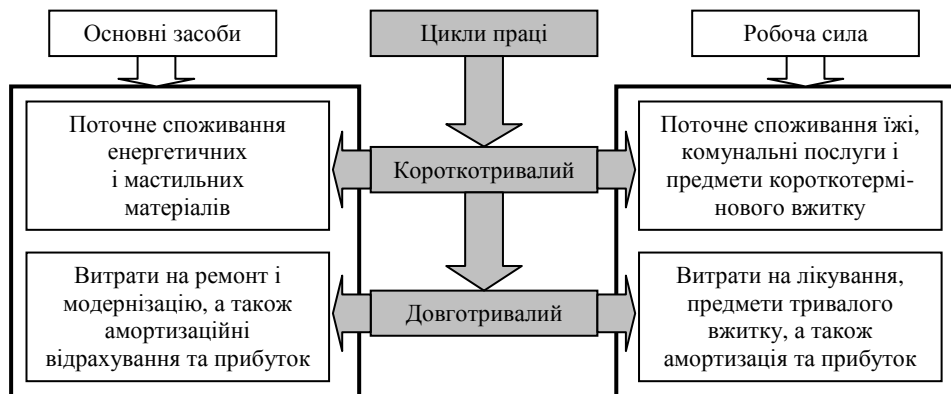 Основні засоби
Цикли праці
Робоча сила
Поточне споживання
енергетичних
і мастильних
матеріалів
Короткотривалий
Поточне споживання їжі,
комунальні послуги і
предмети короткотермі-
нового вжитку
Витрати на ремонт і
модернізацію, а також
амортизаційні
відрахування та прибуток
Довготривалий
Витрати на лікування,
предмети тривалого
вжитку, а також
амортизація та прибуток